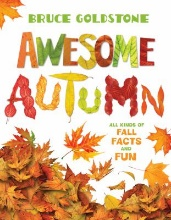 BRUCE GOLDSTONE
AWESOME
AUTUMN
ALL KINDS OF
FALL
FACTS
AND
FUN